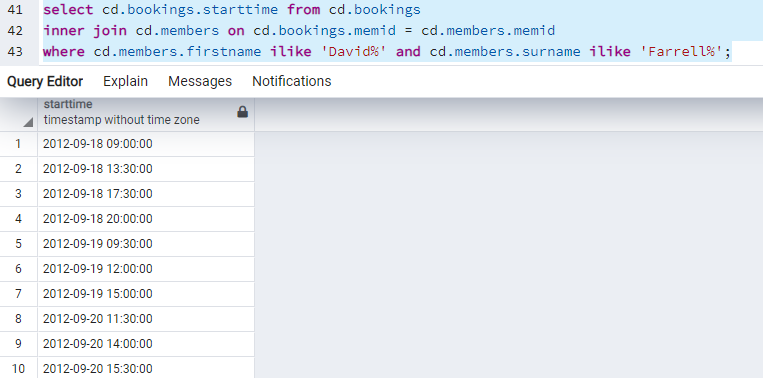 41 select cd.bookings.starttime from cd.bookings
42 inner join cd.members on cd.bookings.memid = cd.members.memid
43 where cd.members.firstname ilike 'David%' and cd.members.surname ilike 'Farrell%';
Query Editor Explain Messages Notifications
starttime
timestamp without time zone
1 2012-09-18 09:00:00
2 2012-09-18 13:30:00
3 2012-09-18 17:30:00
4 2012-09-18 20:00:00
5 2012-09-19 09:30:00
6 2012-09-19 12:00:00
7 2012-09-19 15:00:00
8 2012-09-20 11:30:00
9 2012-09-20 14:00:00
10 2012-09-20 15:30:00